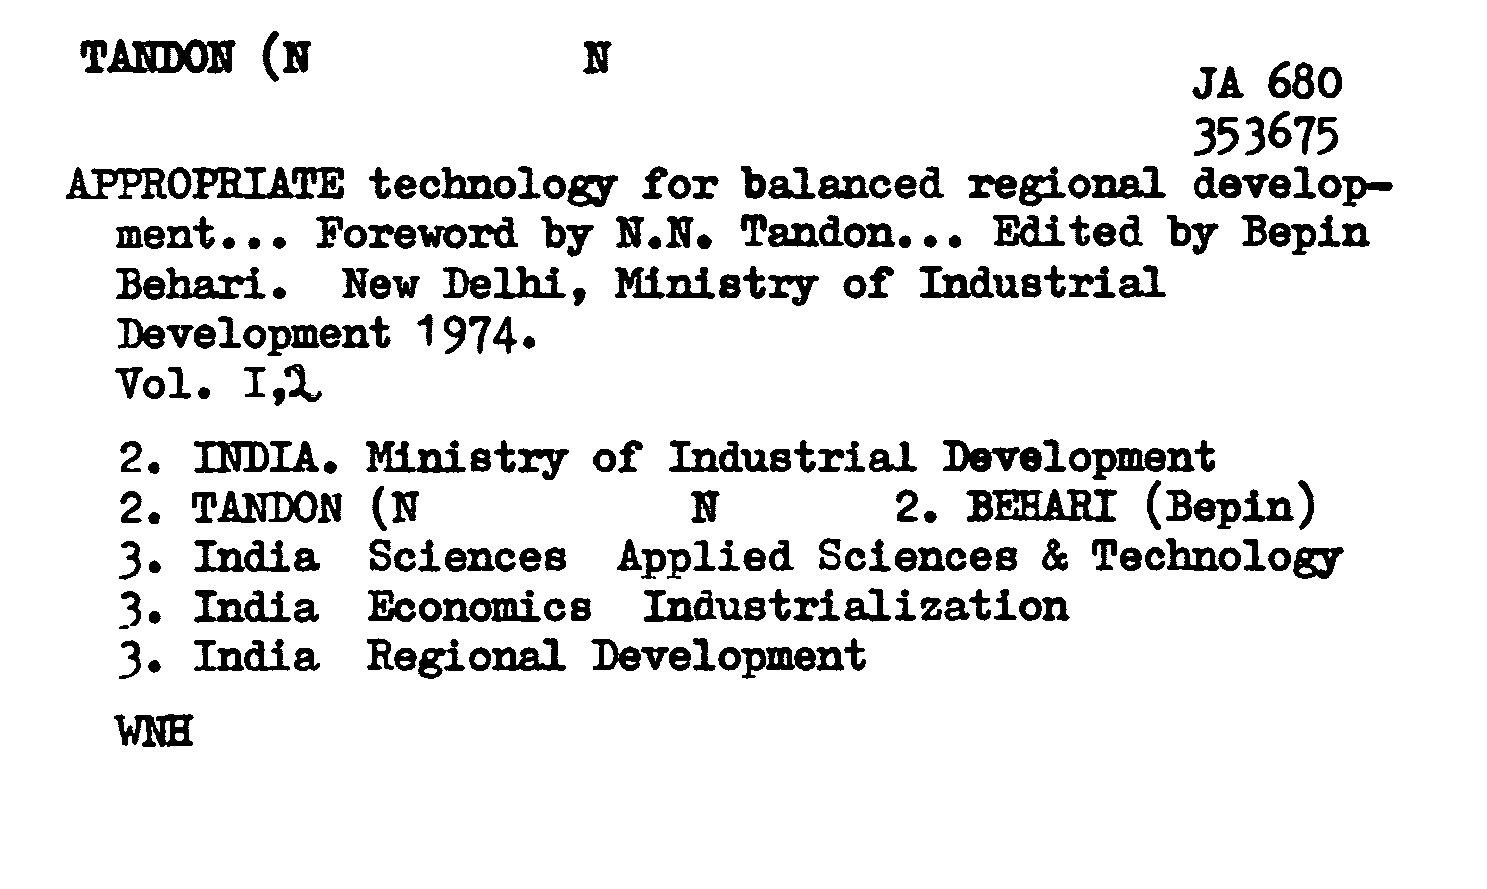 TANDON (N N
JA 680
353675
APPROPRIATE technology for balanced regional develop-
ment... Foreword by N.N. Tandon... Edited by Bepin
Behari. New Delhi, Ministry of Industrial
Development 1974.
Vol. I,2
2. INDIA. Ministry of Industrial Development
2. TANDON (N N 2. BEHARI (Bepin)
3. India Sciences Applied Sciences & Technology
3. India Economics Industrialization
3. India Regional Development
WNH